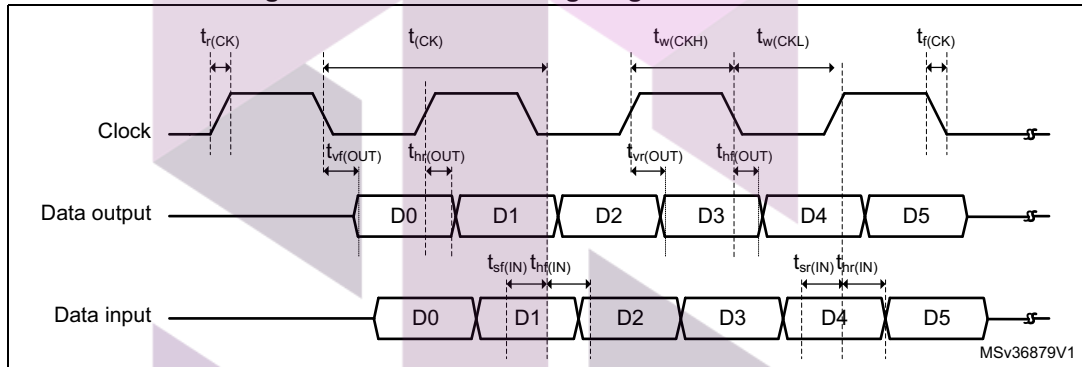 t_r(CK) t_(CK) t_w(CKH) t_w(CKL) t_f(CK)
Clock
t_vf(OUT) t_hr(OUT) t_vr(OUT) t_hf(OUT)
Data output D0 D1 D2 D3 D4 D5
t_sf(IN) t_hf(IN) t_sr(IN) t_hr(IN)
Data input D0 D1 D2 D3 D4 D5
MSv36879V1